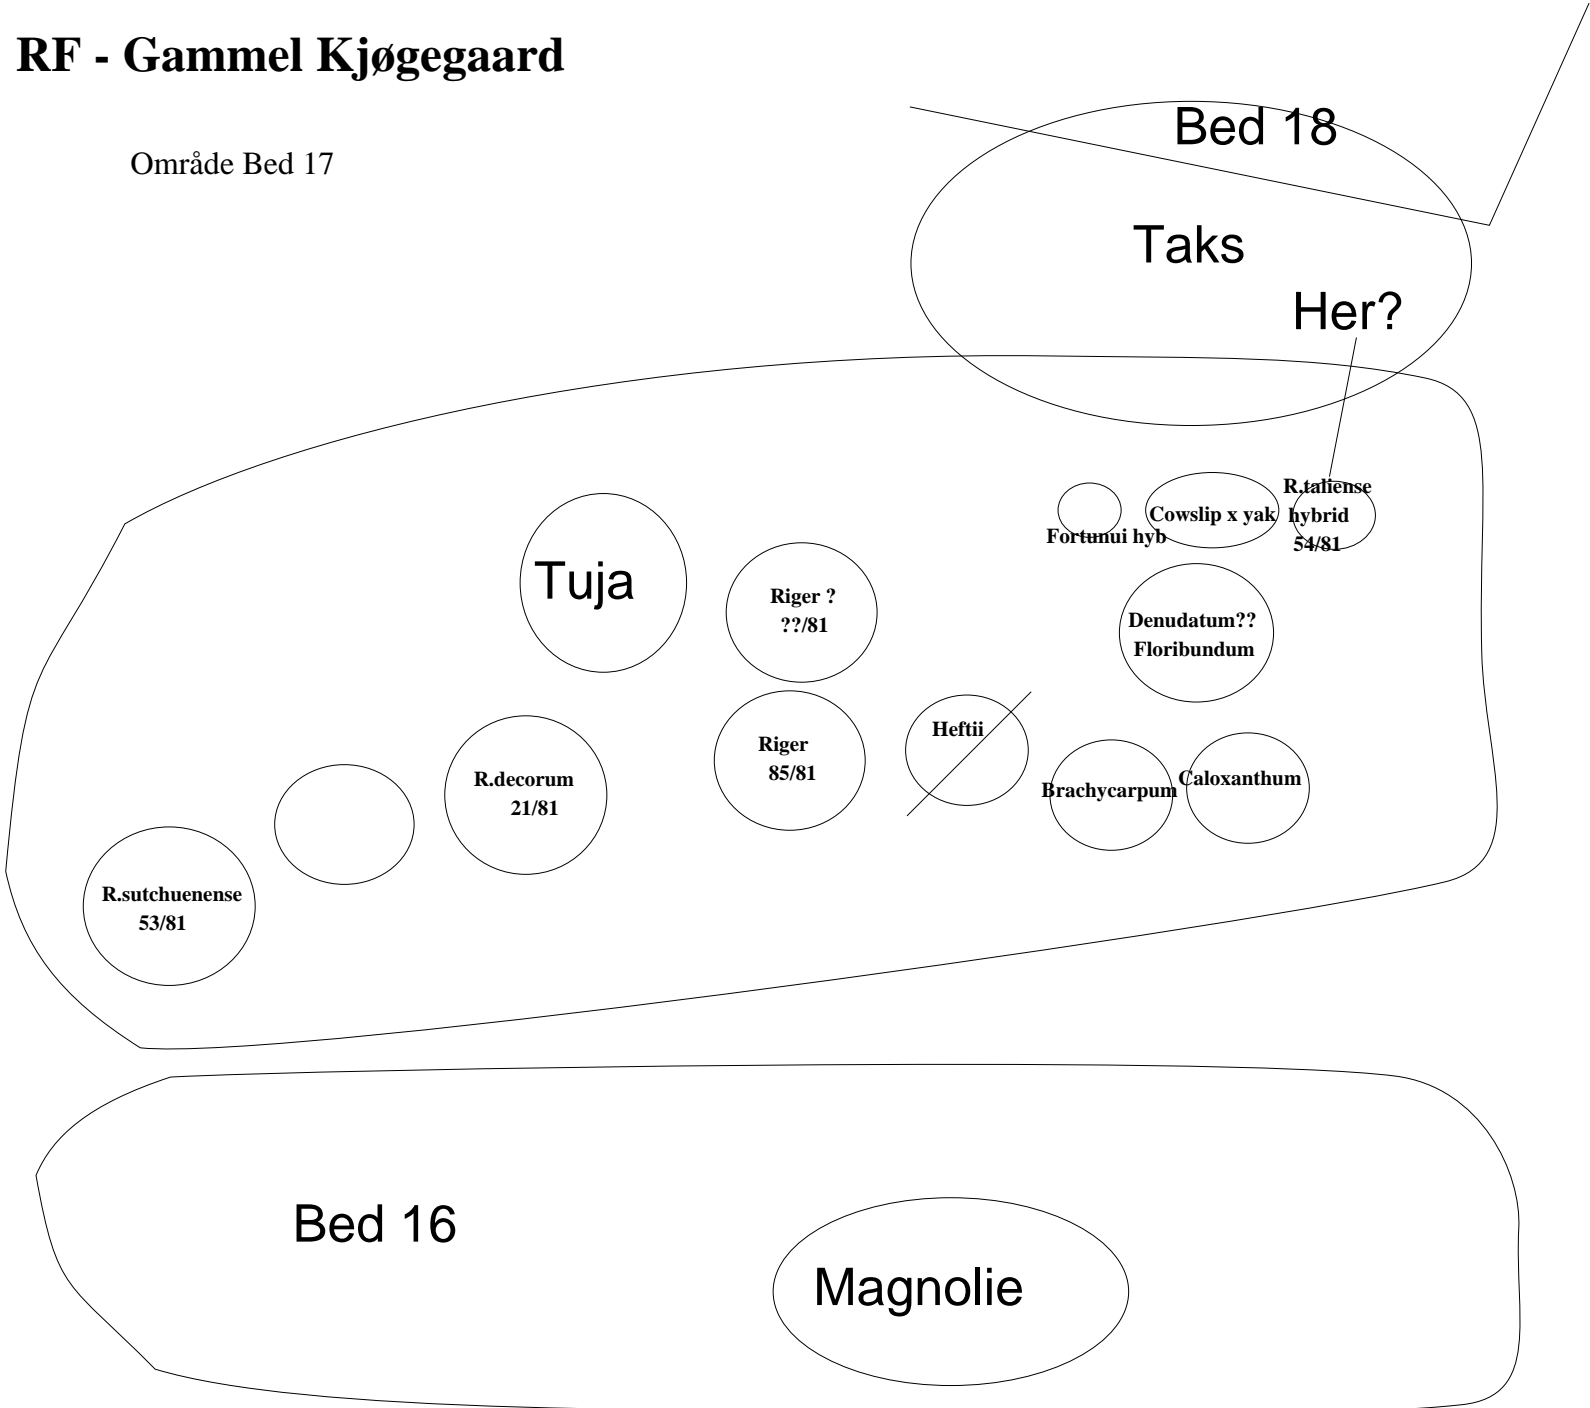 RF - Gammel Kjøgegaard
Område Bed 17
Bed 18
Taks
Her?
R.taliense
hybrid
54/81
Cowslip x yak
Fortunui hyb
Tuja
Riger ?
??/81
Denudatum??
Floribundum
Riger
85/81
Heftii
R.decorum
21/81
Brachycarpum
Caloxanthum
R.sutchuenense
53/81
Bed 16
Magnolie